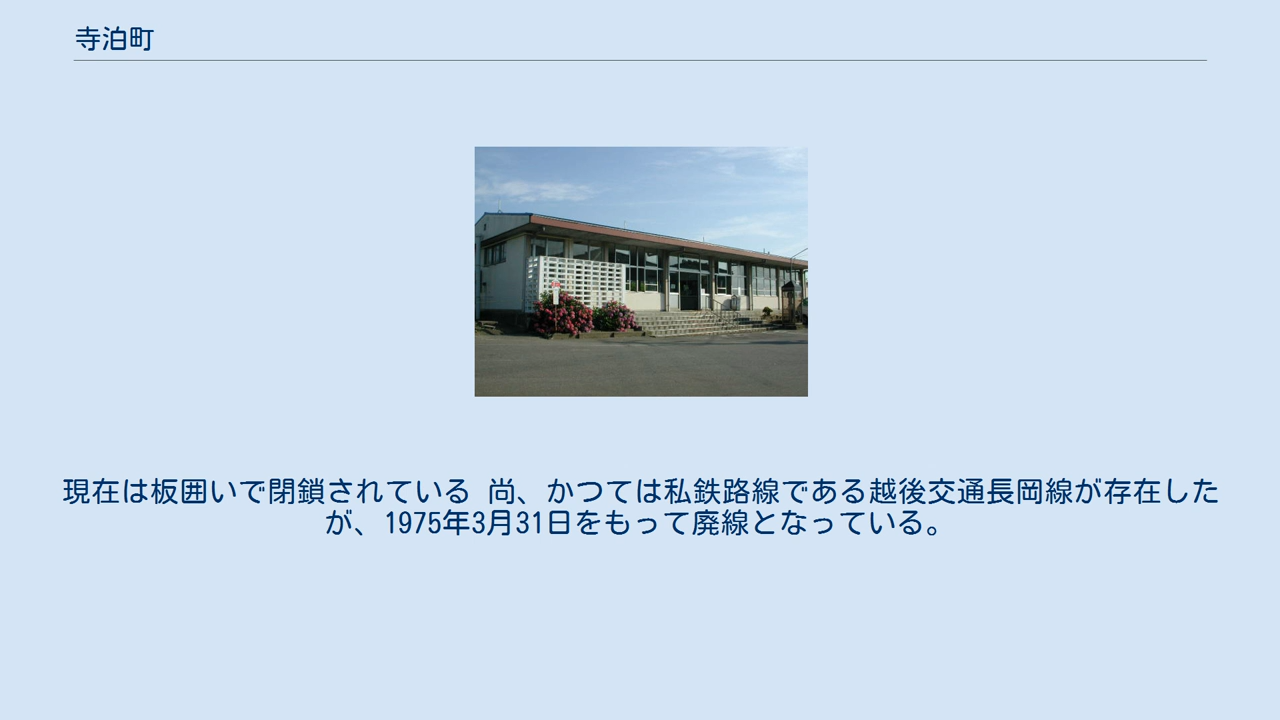 寺泊町
現在は板囲いで閉鎖されている 尚、かつては私鉄路線である越後交通長岡線が存在した
が、1975年3月31日をもって廃線となっている。